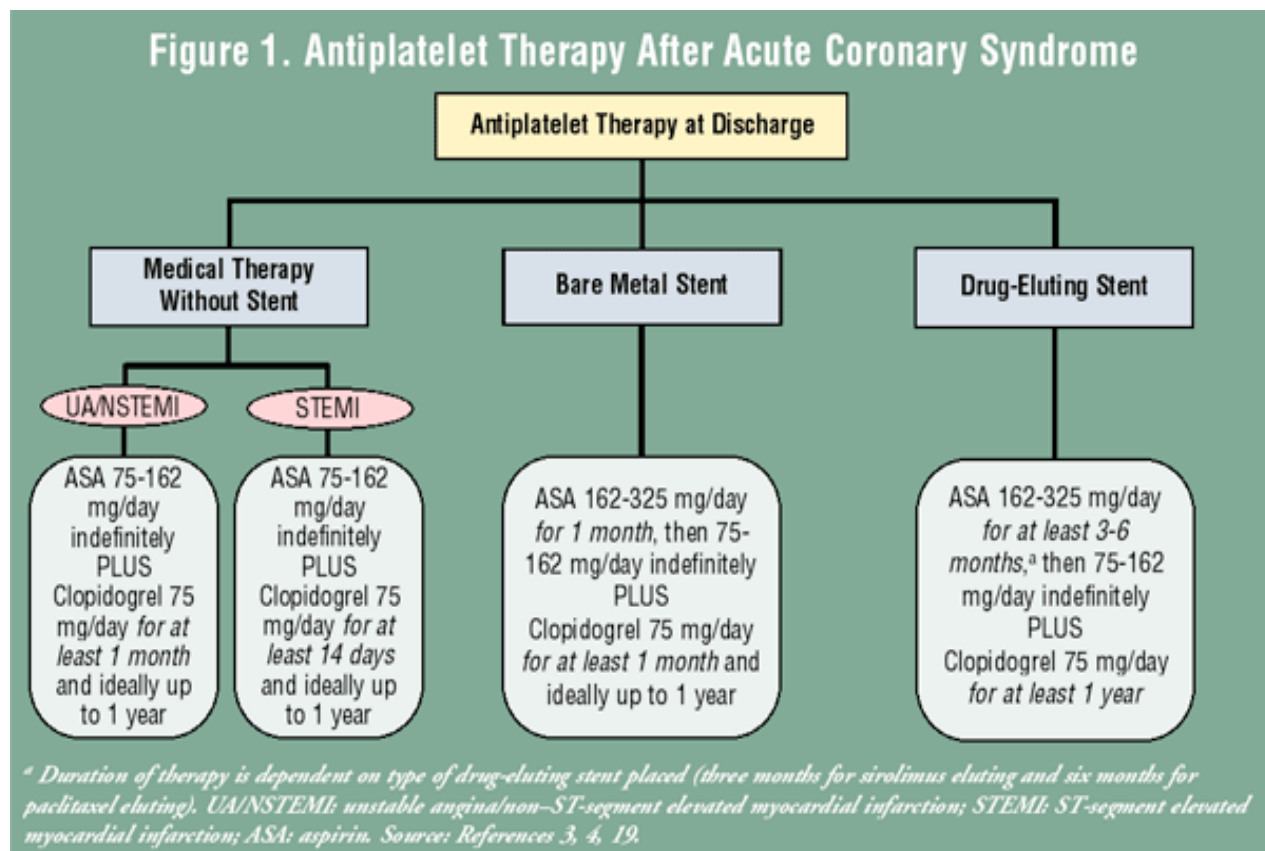 Figure 1. Antiplatelet Therapy After Acute Coronary Syndrome
Antiplatelet Therapy at Discharge
Medical Therapy
Without Stent
Bare Metal Stent
Drug-Eluting Stent
UA/NSTEMI
STEMI
ASA 75-162
mg/day
indefinitely
PLUS
Clopidogrel 75
mg/day for at
least 1 month
and ideally up
to 1 year
ASA 75-162
mg/day
indefinitely
PLUS
Clopidogrel 75
mg/day for at
least 14 days
and ideally up
to 1 year
ASA 162-325 mg/day
for 1 month, then 75-
162 mg/day indefinitely
PLUS
Clopidogrel 75 mg/day
for at least 1 month and
ideally up to 1 year
ASA 162-325 mg/day
for at least 3-6
months,ᵃ then 75-162
mg/day indefinitely
PLUS
Clopidogrel 75 mg/day
for at least 1 year
ᵃ Duration of therapy is dependent on type of drug-eluting stent placed (three months for sirolimus eluting and six months for
paclitaxel eluting). UA/NSTEMI: unstable angina/non–ST-segment elevated myocardial infarction; STEMI: ST-segment elevated
myocardial infarction; ASA: aspirin. Source: References 3, 4, 19.